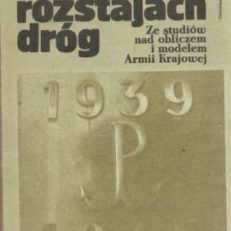 rozstajach
dróg
Ze studiów
nad obliczem
i modelem
Armii Krajowej
1939